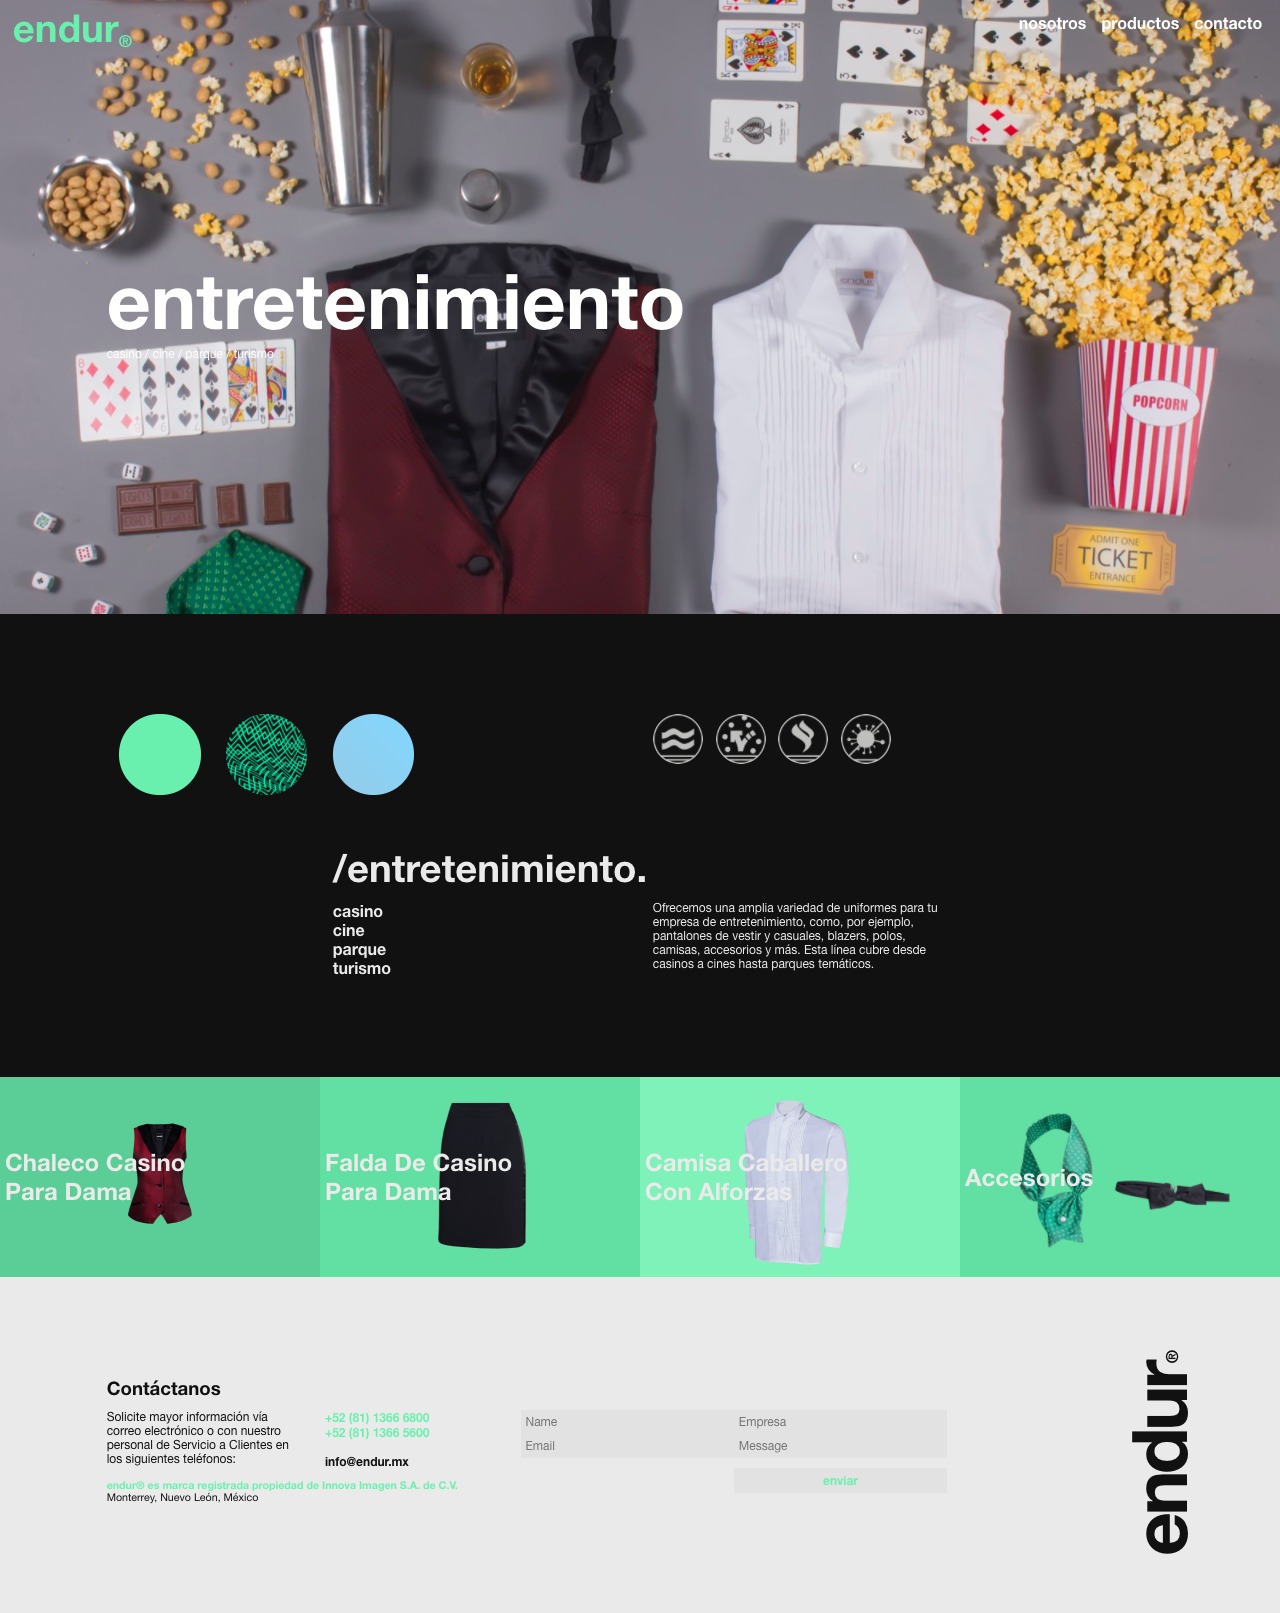 endur®
nosotros productos contacto
entretenimiento
casino / cine / parque / turismo
POPCORN
ADMIT ONE
TICKET
ENTRANCE
/entretenimiento.
casino
cine
parque
turismo
Ofrecemos una amplia variedad de uniformes para tu
empresa de entretenimiento, como, por ejemplo,
pantalones de vestir y casuales, blazers, polos,
camisas, accesorios y más. Esta línea cubre desde
casinos a cines hasta parques temáticos.
Chaleco Casino
Para Dama
Falda De Casino
Para Dama
Camisa Caballero
Con Alforzas
Accesorios
Contáctanos
Solicite mayor información vía
correo electrónico o con nuestro
personal de Servicio a Clientes en
los siguientes teléfonos:
+52 (81) 1366 6800
+52 (81) 1366 5600
info@endur.mx
endur® es marca registrada propiedad de Innova Imagen S.A. de C.V.
Monterrey, Nuevo León, México
Name
Empresa
Email
Message
enviar
endur®